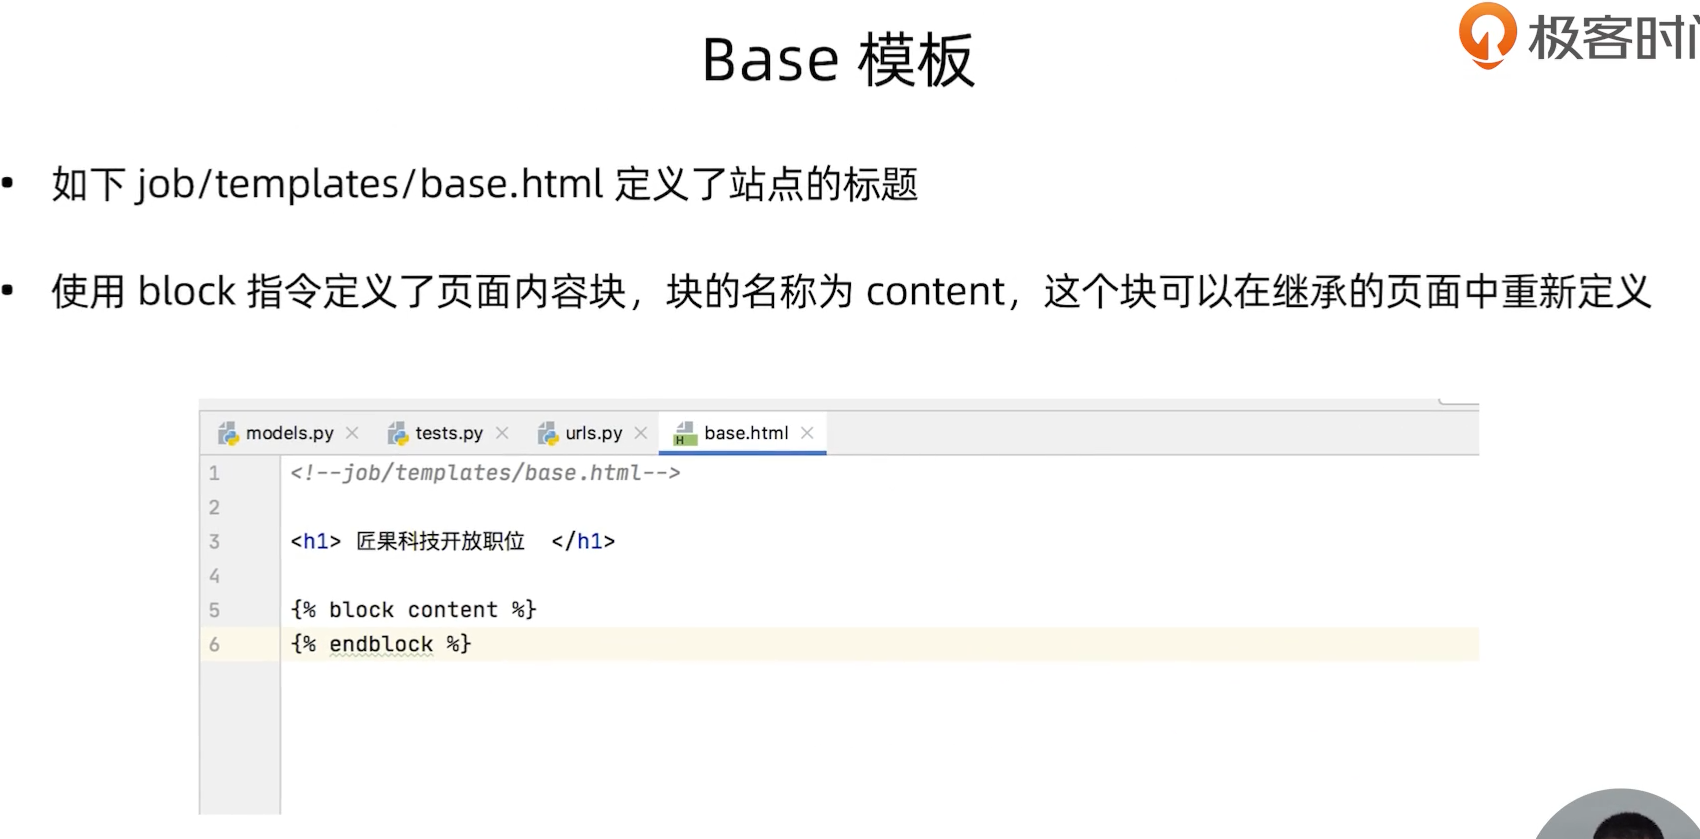 极客时间
Base 模板
• 如下 job/templates/base.html 定义了站点的标题
• 使用 block 指令定义了页面内容块，块的名称为 content，这个块可以在继承的页面中重新定义
models.py tests.py urls.py base.html
1 <!--job/templates/base.html-->
2
3 <h1> 匠果科技开放职位  </h1>
4
5 {% block content %}
6 {% endblock %}